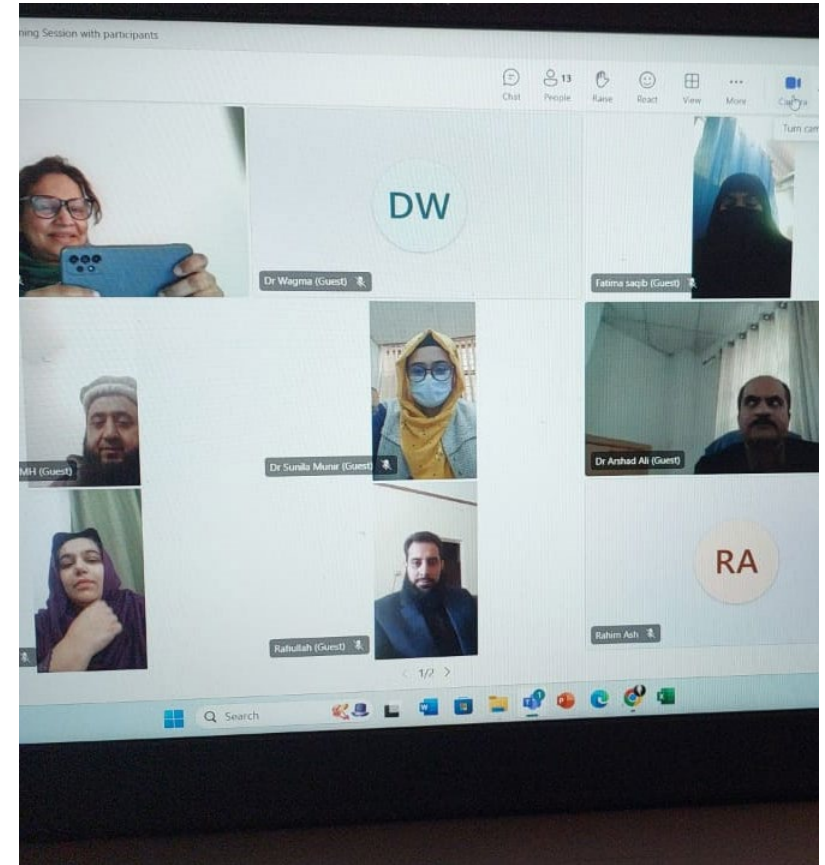 ning Session with participants
Chat
13
People
Raise
React
View
More
Camera
Turn cam
DW
Dr Wagma (Guest)
Fatima saqib (Guest)
MH (Guest)
Dr Sunila Munir (Guest)
Dr Arshad Ali (Guest)
RA
Rafiullah (Guest)
Rahim Ash
1/2
Search